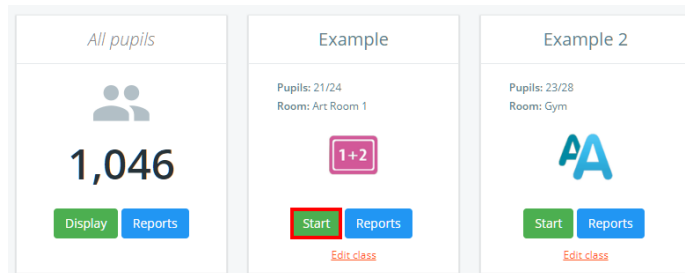 All pupils
1,046
Display Reports
Example
Pupils: 21/24
Room: Art Room 1
1+2
Start Reports
Edit class
Example 2
Pupils: 23/28
Room: Gym
AA
Start Reports
Edit class